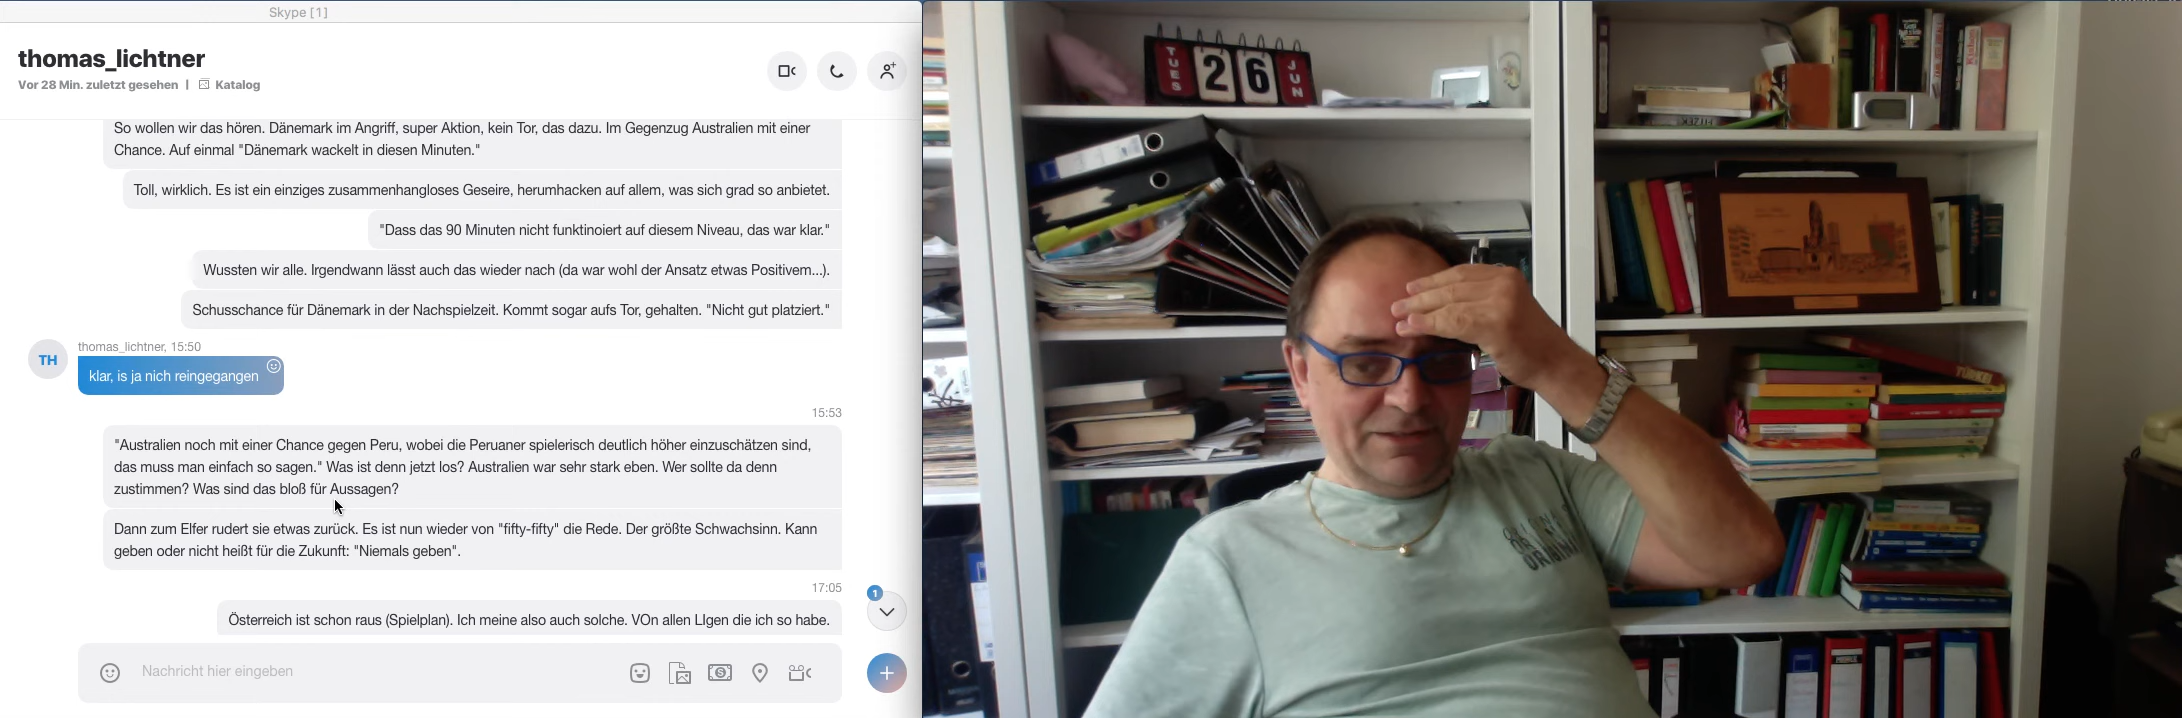 Skype [1]
thomas_lichtner
Vor 28 Min. zuletzt gesehen | Katalog
So wollen wir das hören. Dänemark im Angriff, super Aktion, kein Tor, das dazu. Im Gegenzug Australien mit einer
Chance. Auf einmal "Dänemark wackelt in diesen Minuten."
Toll, wirklich. Es ist ein einziges zusammenhangloses Geseire, herumhacken auf allem, was sich grad so anbietet.
"Dass das 90 Minuten nicht funktinoiert auf diesem Niveau, das war klar."
Wussten wir alle. Irgendwann lässt auch das wieder nach (da war wohl der Ansatz etwas Positivem...).
Schusschance für Dänemark in der Nachspielzeit. Kommt sogar aufs Tor, gehalten. "Nicht gut platziert."
thomas_lichtner, 15:50
TH
klar, is ja nich reingegangen
15:53
"Australien noch mit einer Chance gegen Peru, wobei die Peruaner spielerisch deutlich höher einzuschätzen sind,
das muss man einfach so sagen." Was ist denn jetzt los? Australien war sehr stark eben. Wer sollte da denn
zustimmen? Was sind das bloß für Aussagen?
Dann zum Elfer rudert sie etwas zurück. Es ist nun wieder von "fifty-fifty" die Rede. Der größte Schwachsinn. Kann
geben oder nicht heißt für die Zukunft: "Niemals geben".
17:05
1
Österreich ist schon raus (Spielplan). Ich meine also auch solche. VOn allen LIgen die ich so habe.
Nachricht hier eingeben
TUES
26
JUN